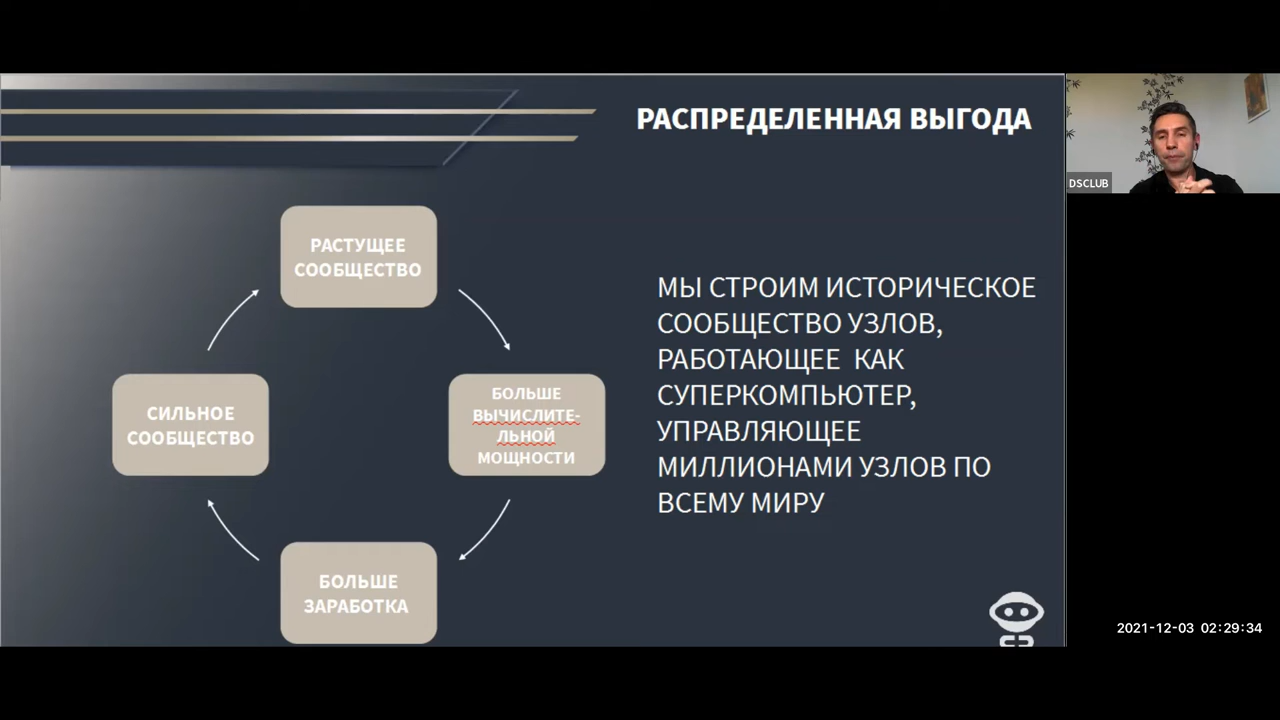 РАСПРЕДЕЛЕННАЯ ВЫГОДА
DSCLUB
РАСТУЩЕЕ
СООБЩЕСТВО
БОЛЬШЕ
ВЫЧИСЛИТЕ-
ЛЬНОЙ
МОЩНОСТИ
БОЛЬШЕ
ЗАРАБОТКА
СИЛЬНОЕ
СООБЩЕСТВО
МЫ СТРОИМ ИСТОРИЧЕСКОЕ
СООБЩЕСТВО УЗЛОВ,
РАБОТАЮЩЕЕ КАК
СУПЕРКОМПЬЮТЕР,
УПРАВЛЯЮЩЕЕ
МИЛЛИОНАМИ УЗЛОВ ПО
ВСЕМУ МИРУ
2021-12-03 02:29:34